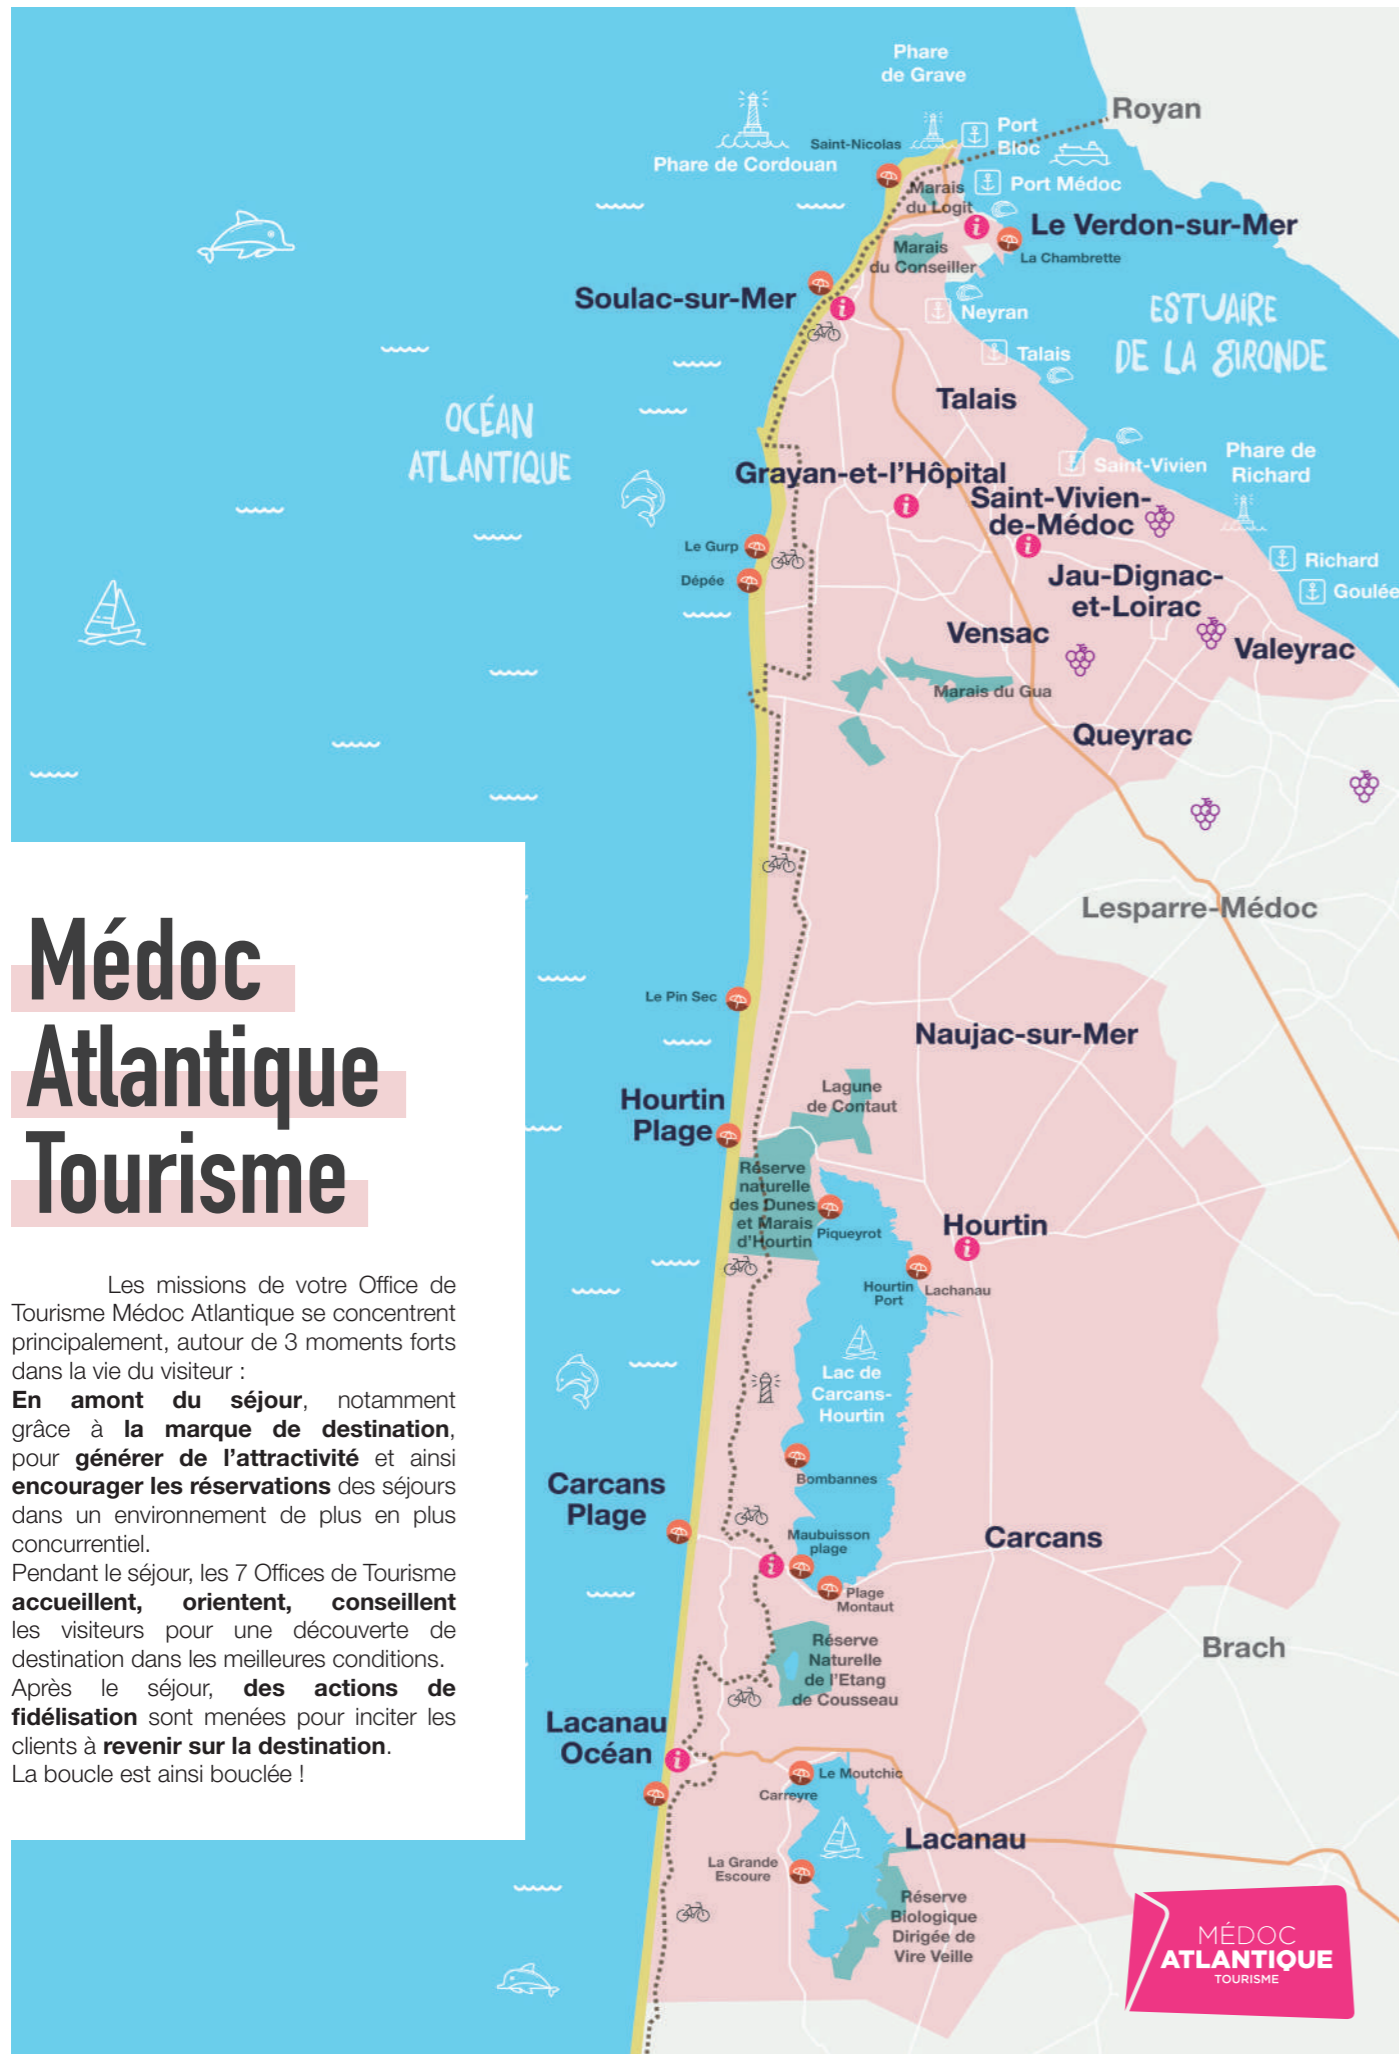 Phare
de Grave
Royan
Port
Bloc
Saint-Nicolas
Phare de Cordouan
Port Médoc
Marais
du Logit
Le Verdon-sur-Mer
Marais
du Conseiller
La Chambrette
Soulac-sur-Mer
Neyran
ESTUAIRE
DE LA GIRONDE
Talais
Talais
OCÉAN
ATLANTIQUE
Grayan-et-l'Hôpital
Saint-Vivien
Phare de
Richard
Saint-Vivien-
de-Médoc
Le Gurp
Dépée
Richard
Goulée
Jau-Dignac-
et-Loirac
Vensac
Valeyrac
Marais du Gua
Queyrac
Lesparre-Médoc
Médoc
Atlantique
Tourisme
Les missions de votre Office de
Tourisme Médoc Atlantique se concentrent
principalement, autour de 3 moments forts
dans la vie du visiteur :
En amont du séjour, notamment
grâce à la marque de destination,
pour générer de l'attractivité et ainsi
encourager les réservations des séjours
dans un environnement de plus en plus
concurrentiel.
Pendant le séjour, les 7 Offices de Tourisme
accueillent, orientent, conseillent
les visiteurs pour une découverte de
destination dans les meilleures conditions.
Après le séjour, des actions de
fidélisation sont menées pour inciter les
clients à revenir sur la destination.
La boucle est ainsi bouclée !
Le Pin Sec
Naujac-sur-Mer
Hourtin
Plage
Lagune
de Contaut
Réserve
naturelle
des Dunes
et Marais
d'Hourtin
Piqueyrot
Hourtin
Hourtin
Port
Lachanau
Lac de
Carcans-
Hourtin
Bombannes
Carcans
Plage
Maubuisson
plage
Carcans
Plage
Montaut
Réserve
Naturelle
de l'Etang
de Cousseau
Brach
Lacanau
Océan
Le Moutchic
Carreyre
Lacanau
La Grande
Escoure
Réserve
Biologique
Dirigée de
Vire Veille
MÉDOC
ATLANTIQUE
TOURISME